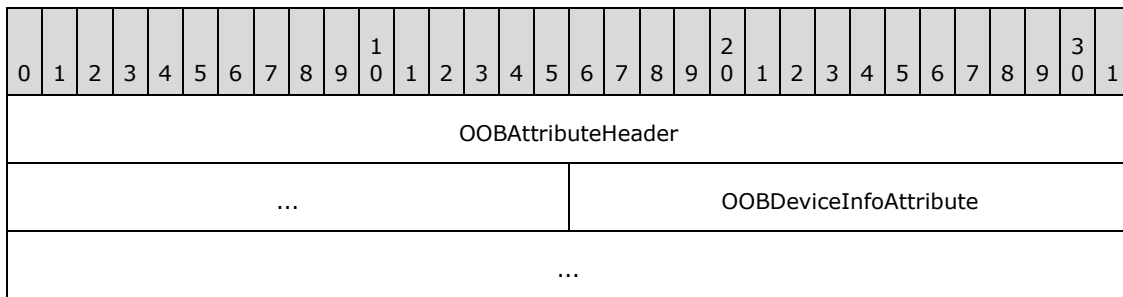 1 2 3
0 1 2 3 4 5 6 7 8 9 0 1 2 3 4 5 6 7 8 9 0 1 2 3 4 5 6 7 8 9 0 1
OOBAttributeHeader
... OOBDeviceInfoAttribute
...